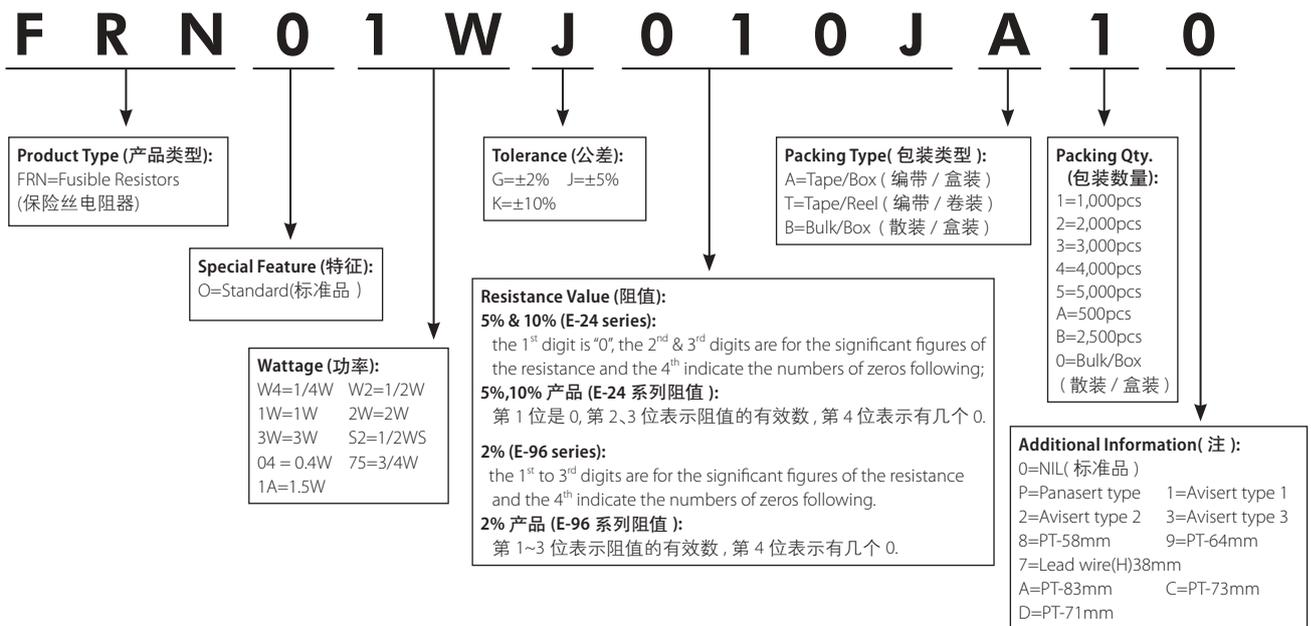 F R N 0 1 W J 0 1 0 J A 1 0
Product Type (产品类型):
FRN=Fusible Resistors
(保险丝电阻器)
Special Feature (特征):
O=Standard(标准品 )
Wattage (功率):
W4=1/4W W2=1/2W
1W=1W 2W=2W
3W=3W S2=1/2WS
04 = 0.4W 75=3/4W
1A=1.5W
Tolerance (公差):
G=±2% J=±5%
K=±10%
Resistance Value (阻值):
5% & 10% (E-24 series):
the 1st digit is “0”, the 2nd & 3rd digits are for the significant figures of
the resistance and the 4th indicate the numbers of zeros following;
5%,10% 产品 (E-24 系列阻值 ):
第 1 位是 0, 第 2、3 位表示阻值的有效数 , 第 4 位表示有几个 0.
2% (E-96 series):
the 1st to 3rd digits are for the significant figures of the resistance
and the 4th indicate the numbers of zeros following.
2% 产品 (E-96 系列阻值 ):
第 1~3 位表示阻值的有效数 , 第 4 位表示有几个 0.
Packing Type( 包装类型 ):
A=Tape/Box ( 编带 / 盒装 )
T=Tape/Reel ( 编带 / 卷装 )
B=Bulk/Box ( 散装 / 盒装 )
Packing Qty.
(包装数量):
1=1,000pcs
2=2,000pcs
3=3,000pcs
4=4,000pcs
5=5,000pcs
A=500pcs
B=2,500pcs
0=Bulk/Box
( 散装 / 盒装 )
Additional Information( 注 ):
0=NIL( 标准品 )
P=Panasert type 1=Avisert type 1
2=Avisert type 2 3=Avisert type 3
8=PT-58mm 9=PT-64mm
7=Lead wire(H)38mm
A=PT-83mm C=PT-73mm
D=PT-71mm